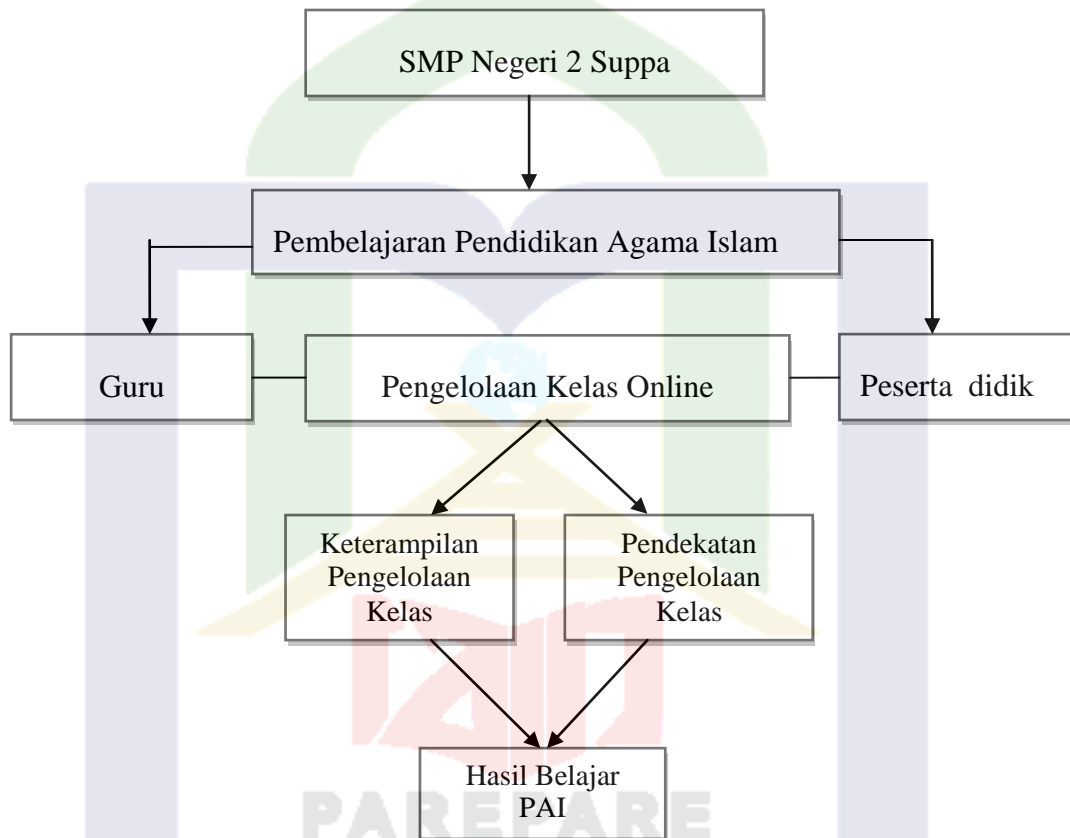 SMP Negeri 2 Suppa
Pembelajaran Pendidikan Agama Islam
Guru
Pengelolaan Kelas Online
Peserta didik
Keterampilan
Pengelolaan
Kelas
Pendekatan
Pengelolaan
Kelas
Hasil Belajar
PAI
PAREPARE